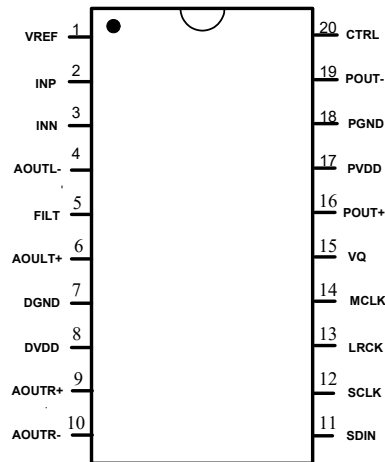 VREF 1 20 CTRL
INP 2 19 POUT-
INN 3 18 PGND
AOUTL- 4 17 PVDD
FILT 5 16 POUT+
AOULT+ 6 15 VQ
DGND 7 14 MCLK
DVDD 8 13 LRCK
AOUTR+ 9 12 SCLK
AOUTR- 10 11 SDIN